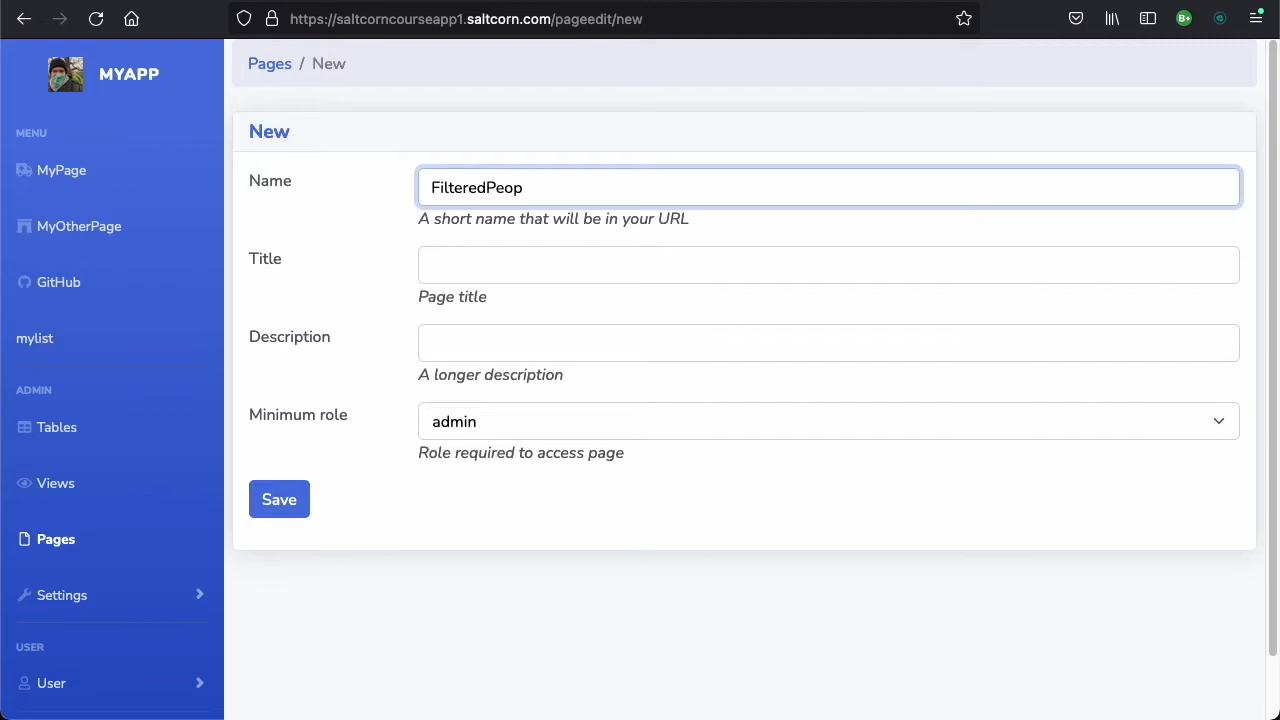 https://saltcorncourseapp1.saltcorn.com/pageedit/new
MYAPP
MENU
MyPage
MyOtherPage
GitHub
mylist
ADMIN
Tables
Views
Pages
Settings
USER
User
Pages / New
New
Name
FilteredPeop
A short name that will be in your URL
Title
Page title
Description
A longer description
Minimum role
admin
Role required to access page
Save